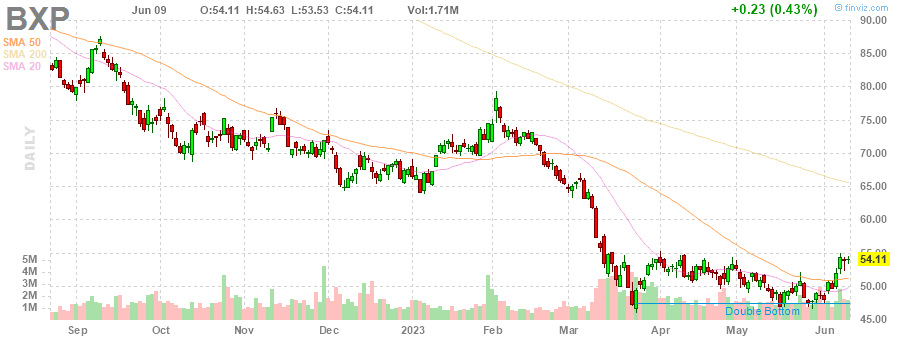 BXP Jun 09 O:54.11 H:54.63 L:53.53 C:54.11 Vol:1.71M +0.23 (0.43%) © finviz.com
SMA 50
SMA 200
SMA 20
DAILY
90.00
85.00
80.00
75.00
70.00
65.00
60.00
55.00
54.11
50.00
45.00
5M
4M
3M
2M
1M
Double Bottom
Sep Oct Nov Dec 2023 Feb Mar Apr May Jun